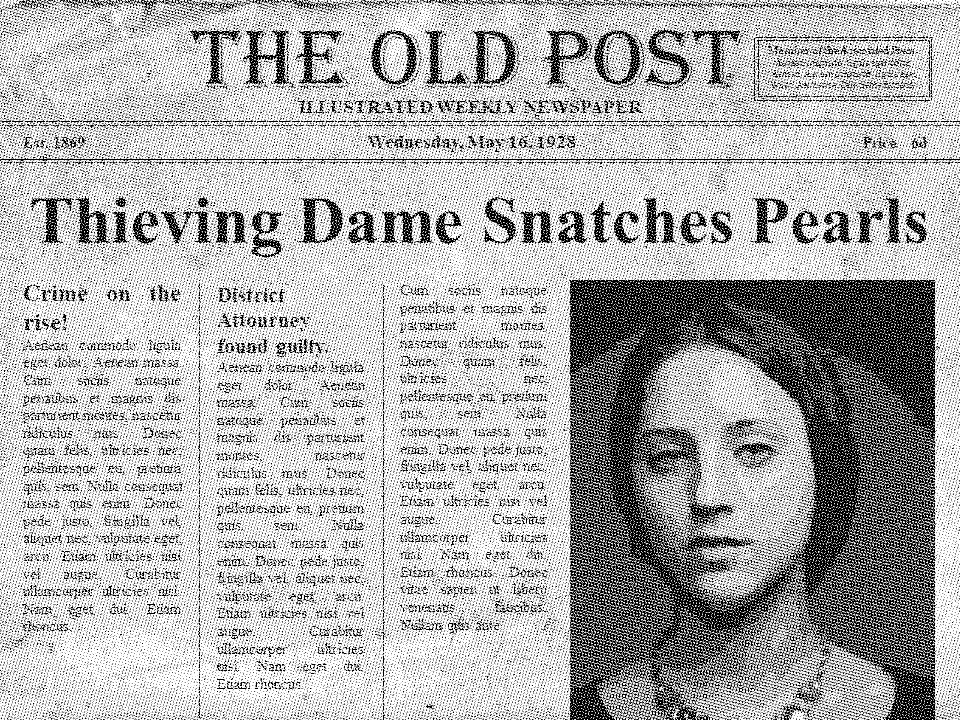 THE OLD POST
Member of the Associated Press
ILLUSTRATED WEEKLY NEWSPAPER
Est. 1869
Wednesday, May 16, 1928
Price 6d
Thieving Dame Snatches Pearls
Crime on the
rise!
Aenean commodo ligula
eget dolor. Aenean massa.
Cum sociis natoque
penatibus et magnis dis
parturient montes, nascetur
ridiculus mus. Donec
quam felis, ultricies nec,
pellentesque eu, pretium
quis, sem. Nulla consequat
massa quis enim. Donec
pede justo, fringilla vel,
aliquet nec, vulputate eget,
arcu. Etiam ultricies nisi
vel augue. Curabitur
ullamcorper ultricies nisi.
Nam eget dui. Etiam
rhoncus.
District
Attourney
found guilty.
Aenean commodo ligula
eget dolor. Aenean
massa. Cum sociis
natoque penatibus et
magnis dis parturient
montes, nascetur
ridiculus mus. Donec
quam felis, ultricies nec,
pellentesque eu, pretium
quis, sem. Nulla
consequat massa quis
enim. Donec pede justo,
fringilla vel, aliquet nec,
vulputate eget, arcu.
Etiam ultricies nisi vel
augue. Curabitur
ullamcorper ultricies
nisi. Nam eget dui.
Etiam rhoncus.
Cum sociis natoque
penatibus et magnis dis
parturient montes,
nascetur ridiculus mus.
Donec quam felis,
ultricies nec,
pellentesque eu, pretium
quis, sem. Nulla
consequat massa quis
enim. Donec pede justo,
fringilla vel, aliquet nec,
vulputate eget, arcu.
Etiam ultricies nisi vel
augue. Curabitur
ullamcorper ultricies
nisi. Nam eget dui.
Etiam rhoncus. Donec
vitae sapien ut libero
venenatis faucibus.
Nullam quis ante.